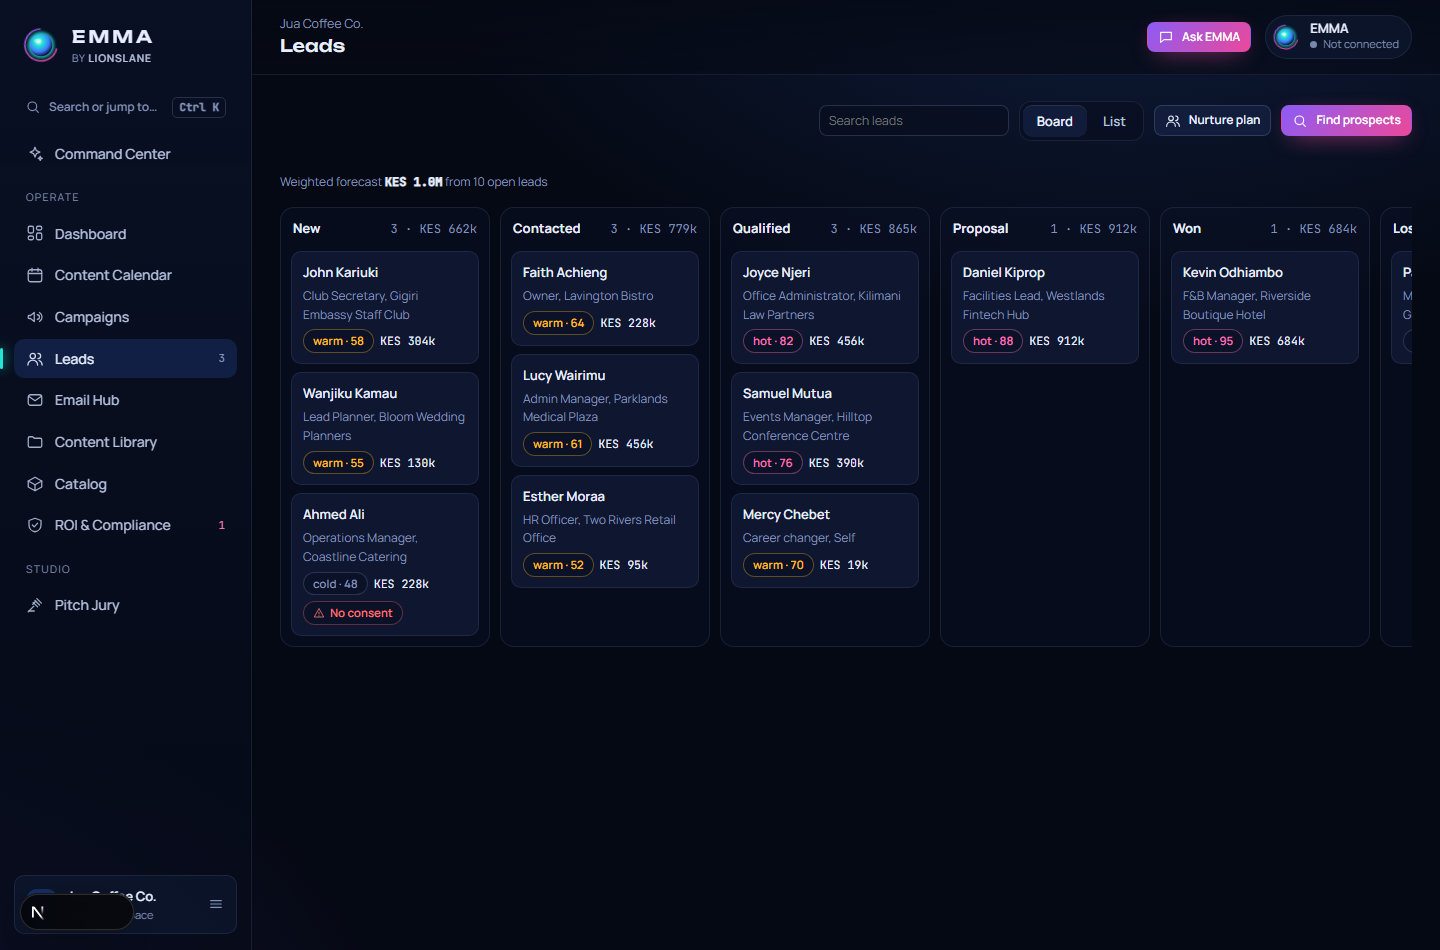 EMMA
BY LIONSLANE
Search or jump to...
Ctrl K
Command Center
OPERATE
Dashboard
Content Calendar
Campaigns
Leads
3
Email Hub
Content Library
Catalog
ROI & Compliance
1
STUDIO
Pitch Jury
Co.
N
Jua Coffee Co.
Leads
Ask EMMA
EMMA
Not connected
Search leads
Board
List
Nurture plan
Find prospects
Weighted forecast KES 1.0M from 10 open leads
New
3 · KES 662k
John Kariuki
Club Secretary, Gigiri
Embassy Staff Club
warm · 58
KES 304k
Wanjiku Kamau
Lead Planner, Bloom Wedding
Planners
warm · 55
KES 130k
Ahmed Ali
Operations Manager,
Coastline Catering
cold · 48
KES 228k
No consent
Contacted
3 · KES 779k
Faith Achieng
Owner, Lavington Bistro
warm · 64
KES 228k
Lucy Wairimu
Admin Manager, Parklands
Medical Plaza
warm · 61
KES 456k
Esther Moraa
HR Officer, Two Rivers Retail
Office
warm · 52
KES 95k
Qualified
3 · KES 865k
Joyce Njeri
Office Administrator, Kilimani
Law Partners
hot · 82
KES 456k
Samuel Mutua
Events Manager, Hilltop
Conference Centre
hot · 76
KES 390k
Mercy Chebet
Career changer, Self
warm · 70
KES 19k
Proposal
1 · KES 912k
Daniel Kiprop
Facilities Lead, Westlands
Fintech Hub
hot · 88
KES 912k
Won
1 · KES 684k
Kevin Odhiambo
F&B Manager, Riverside
Boutique Hotel
hot · 95
KES 684k